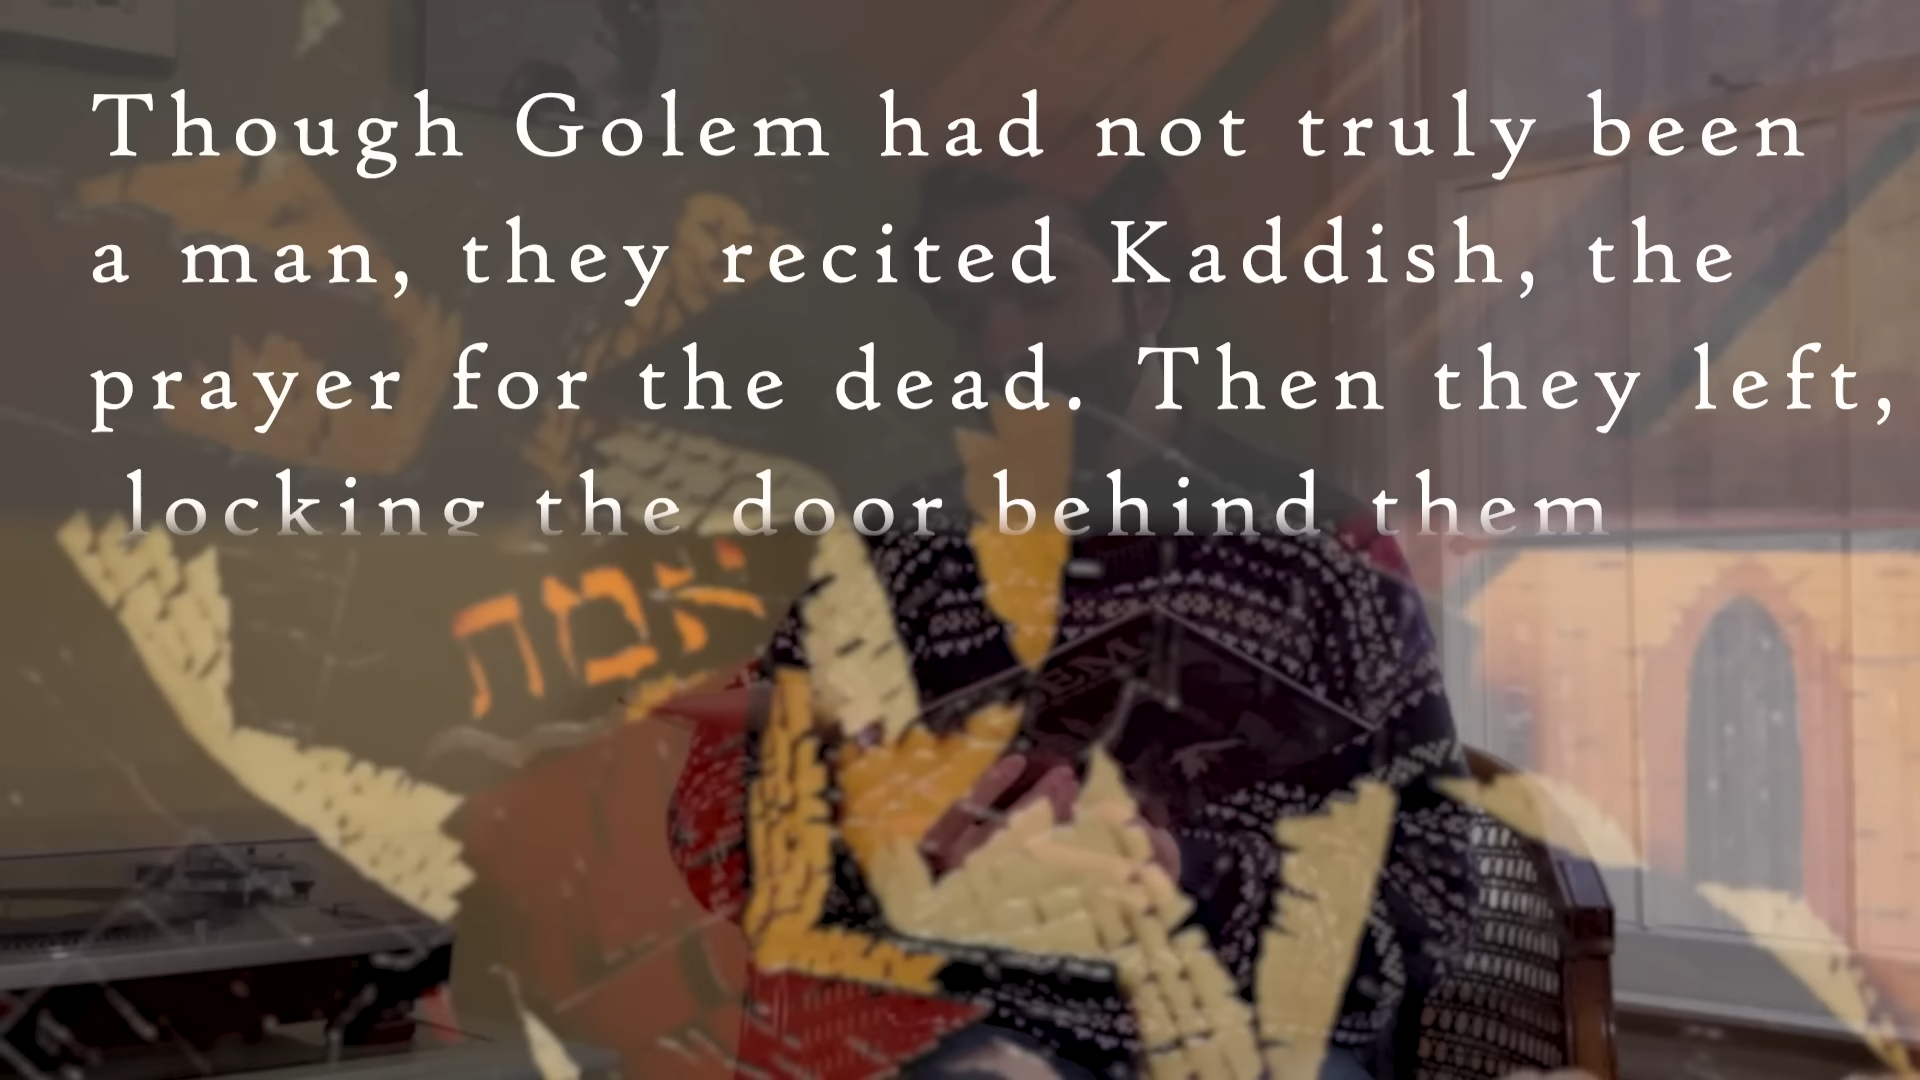 Though Golem had not truly been
a man, they recited Kaddish, the
prayer for the dead. Then they left,
locking the door behind them
אמת
EM